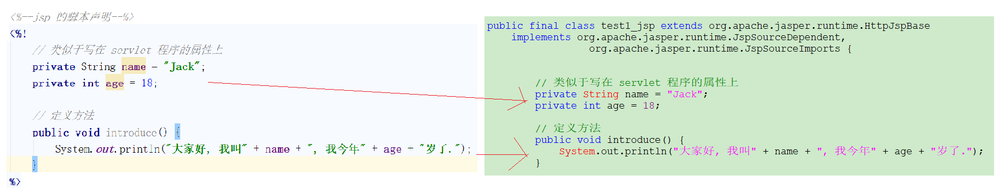 <%--jsp 的脚本声明--%>
<%!
// 类似于写在 servlet 程序的属性上
private String name = "Jack";
private int age = 18;
// 定义方法
public void introduce() {
System.out.println("大家好, 我叫" + name + ", 我今年" + age + "岁了.");
}
%>
public final class test1_jsp extends org.apache.jasper.runtime.HttpJspBase
implements org.apache.jasper.runtime.JspSourceDependent,
org.apache.jasper.runtime.JspSourceImports {
// 类似于写在 servlet 程序的属性上
private String name = "Jack";
private int age = 18;
// 定义方法
public void introduce() {
System.out.println("大家好, 我叫" + name + ", 我今年" + age + "岁了.");
}